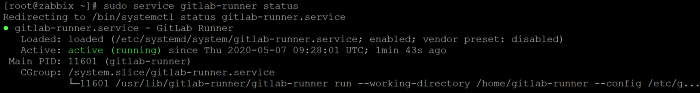 [root@zabbix ~]# sudo service gitlab-runner status
Redirecting to /bin/systemctl status gitlab-runner.service
● gitlab-runner.service - GitLab Runner
Loaded: loaded (/etc/systemd/system/gitlab-runner.service; enabled; vendor preset: disabled)
Active: active (running) since Thu 2020-05-07 09:28:01 UTC; 1min 43s ago
Main PID: 11601 (gitlab-runner)
CGroup: /system.slice/gitlab-runner.service
└─11601 /usr/lib/gitlab-runner/gitlab-runner run --working-directory /home/gitlab-runner --config /etc/g...